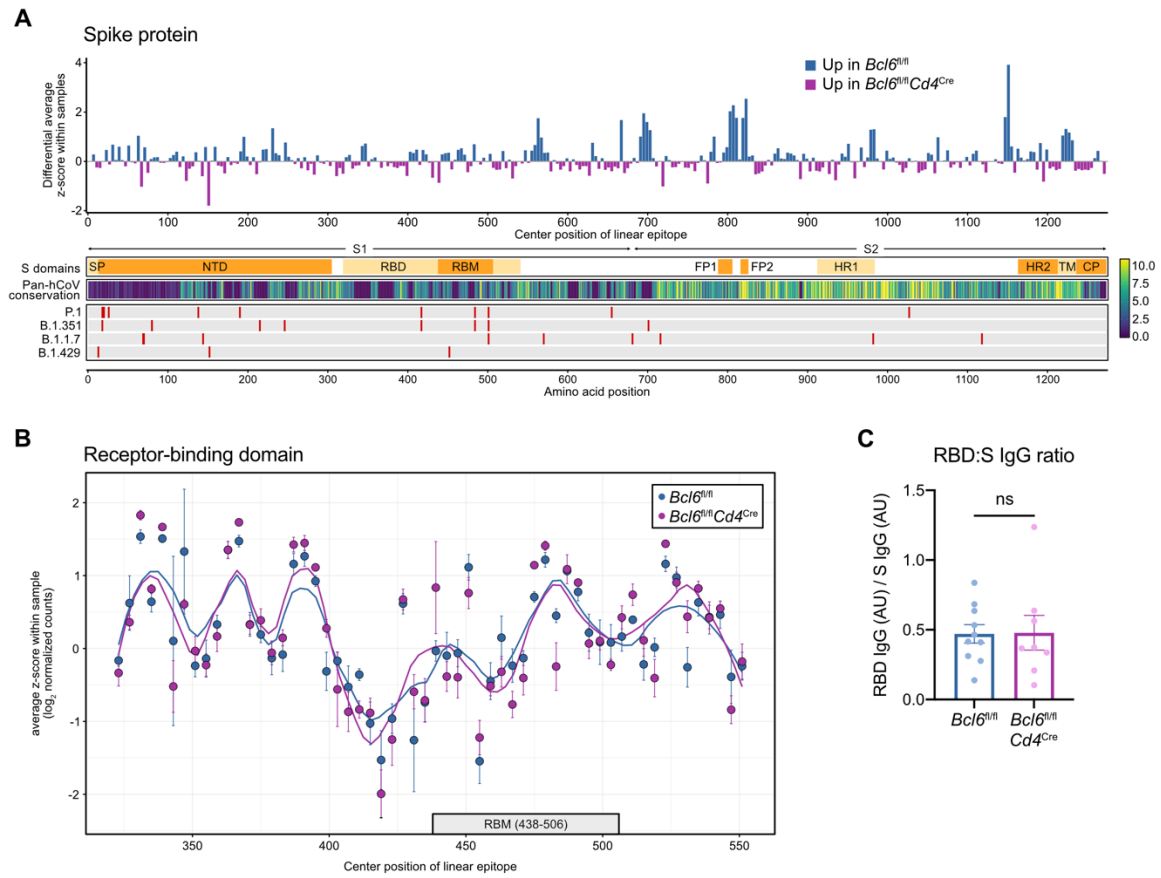 A
Spike protein
Differential average
z-score within samples
4
2
0
-2
Up in Bcl6fl/fl
Up in Bcl6fl/flCd4Cre
0 100 200 300 400 500 600 700 800 900 1000 1100 1200
Center position of linear epitope
S1 S2
S domains
SP NTD RBD RBM FP1 FP2 HR1 HR2 TM CP
Pan-hCoV
conservation
10.0
7.5
5.0
2.5
0.0
P.1
B.1.351
B.1.1.7
B.1.429
0 100 200 300 400 500 600 700 800 900 1000 1100 1200
Amino acid position
B
Receptor-binding domain
average z-score within sample
(log2 normalized counts)
2
1
0
-1
-2
Bcl6fl/fl
Bcl6fl/flCd4Cre
RBM (438-506)
350 400 450 500 550
Center position of linear epitope
C
RBD:S IgG ratio
RBD IgG (AU) / S IgG (AU)
1.5
1.0
0.5
0.0
ns
Bcl6fl/fl
Bcl6fl/fl
Cd4Cre